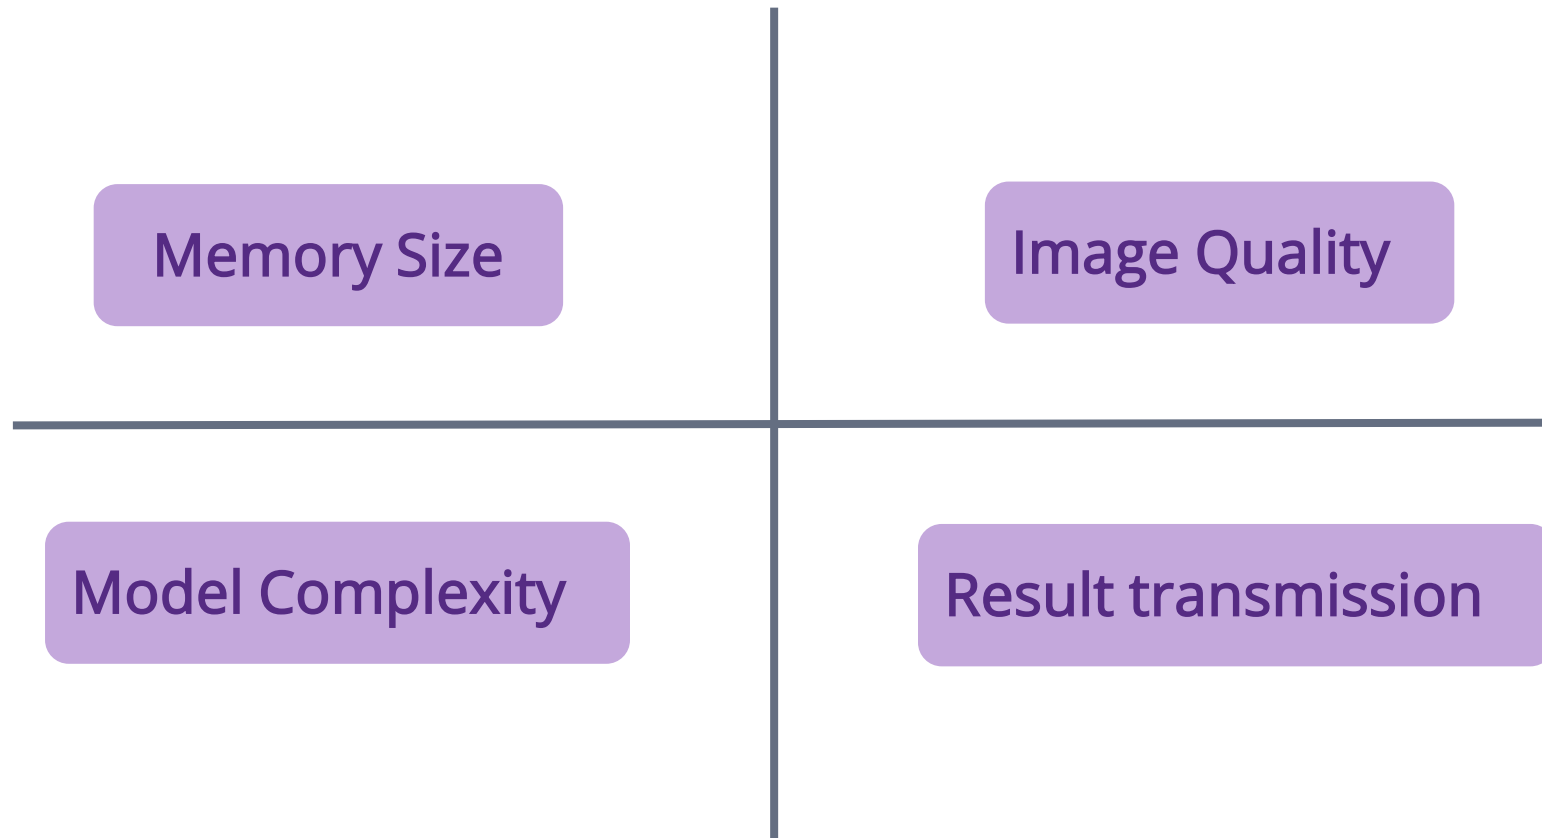 Memory Size
Image Quality
Model Complexity
Result transmission